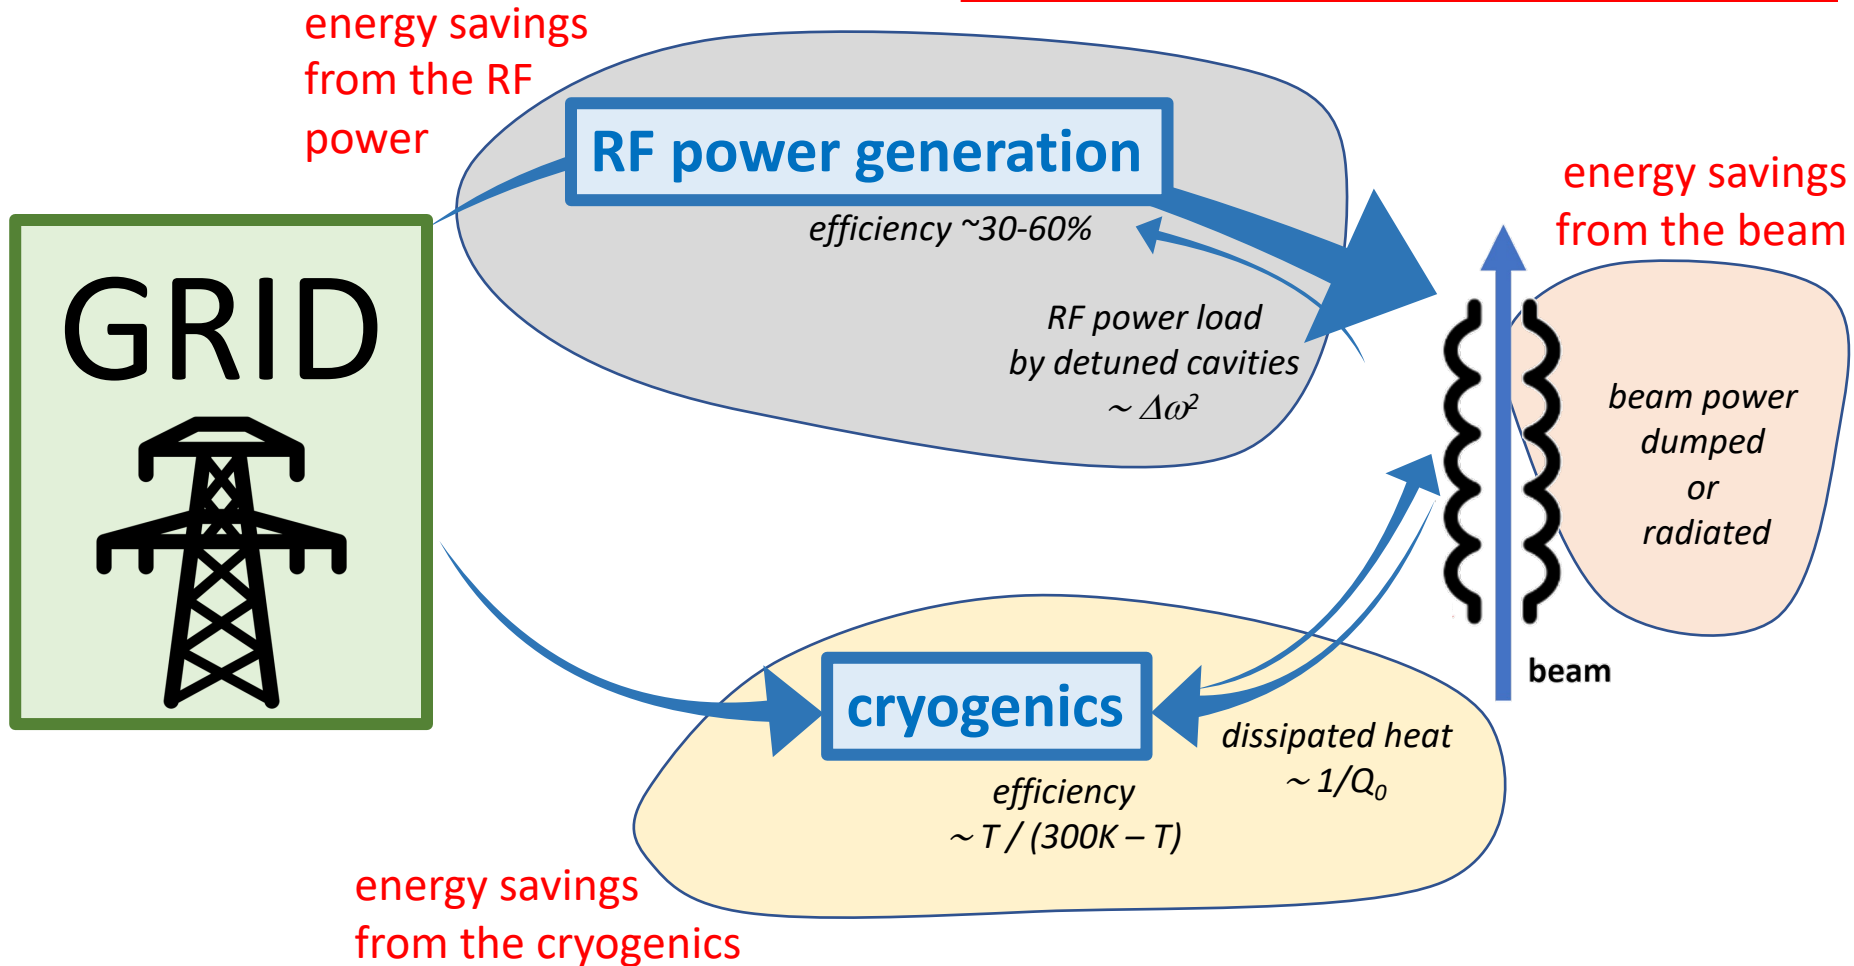 energy savings
from the RF
power
RF power generation
efficiency ~30-60%
energy savings
from the beam
GRID
RF power load
by detuned cavities
~ Δω²
beam power
dumped
or
radiated
beam
cryogenics
dissipated heat
~ 1/Q₀
efficiency
~ T / (300K – T)
energy savings
from the cryogenics